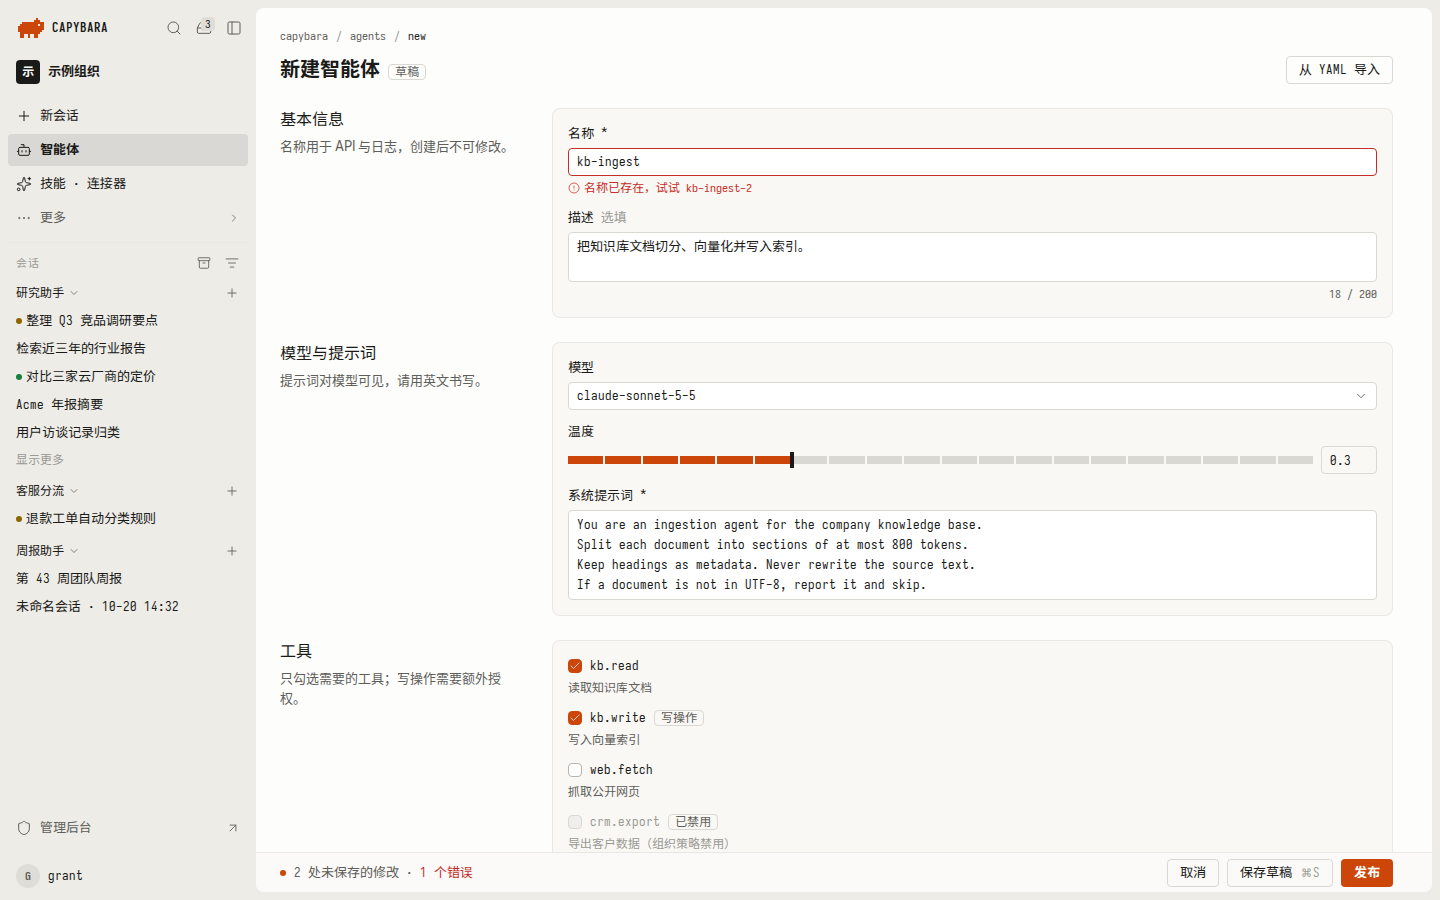 CAPYBARA
3
示 示例组织
新会话
智能体
技能 · 连接器
更多
会话
研究助手
整理 Q3 竞品调研要点
检索近三年的行业报告
对比三家云厂商的定价
Acme 年报摘要
用户访谈记录归类
显示更多
客服分流
退款工单自动分类规则
周报助手
第 43 周团队周报
未命名会话 · 10-20 14:32
管理后台
G grant
capybara / agents / new
新建智能体 草稿
从 YAML 导入
基本信息
名称用于 API 与日志，创建后不可修改。
名称 *
kb-ingest
名称已存在，试试 kb-ingest-2
描述 选填
把知识库文档切分、向量化并写入索引。
18 / 200
模型与提示词
提示词对模型可见，请用英文书写。
模型
claude-sonnet-5-5
温度
0.3
系统提示词 *
You are an ingestion agent for the company knowledge base.
Split each document into sections of at most 800 tokens.
Keep headings as metadata. Never rewrite the source text.
If a document is not in UTF-8, report it and skip.
工具
只勾选需要的工具；写操作需要额外授
权。
kb.read
读取知识库文档
kb.write 写操作
写入向量索引
web.fetch
抓取公开网页
crm.export 已禁用
导出客户数据（组织策略禁用）
2 处未保存的修改 · 1 个错误
取消
保存草稿 ⌘S
发布